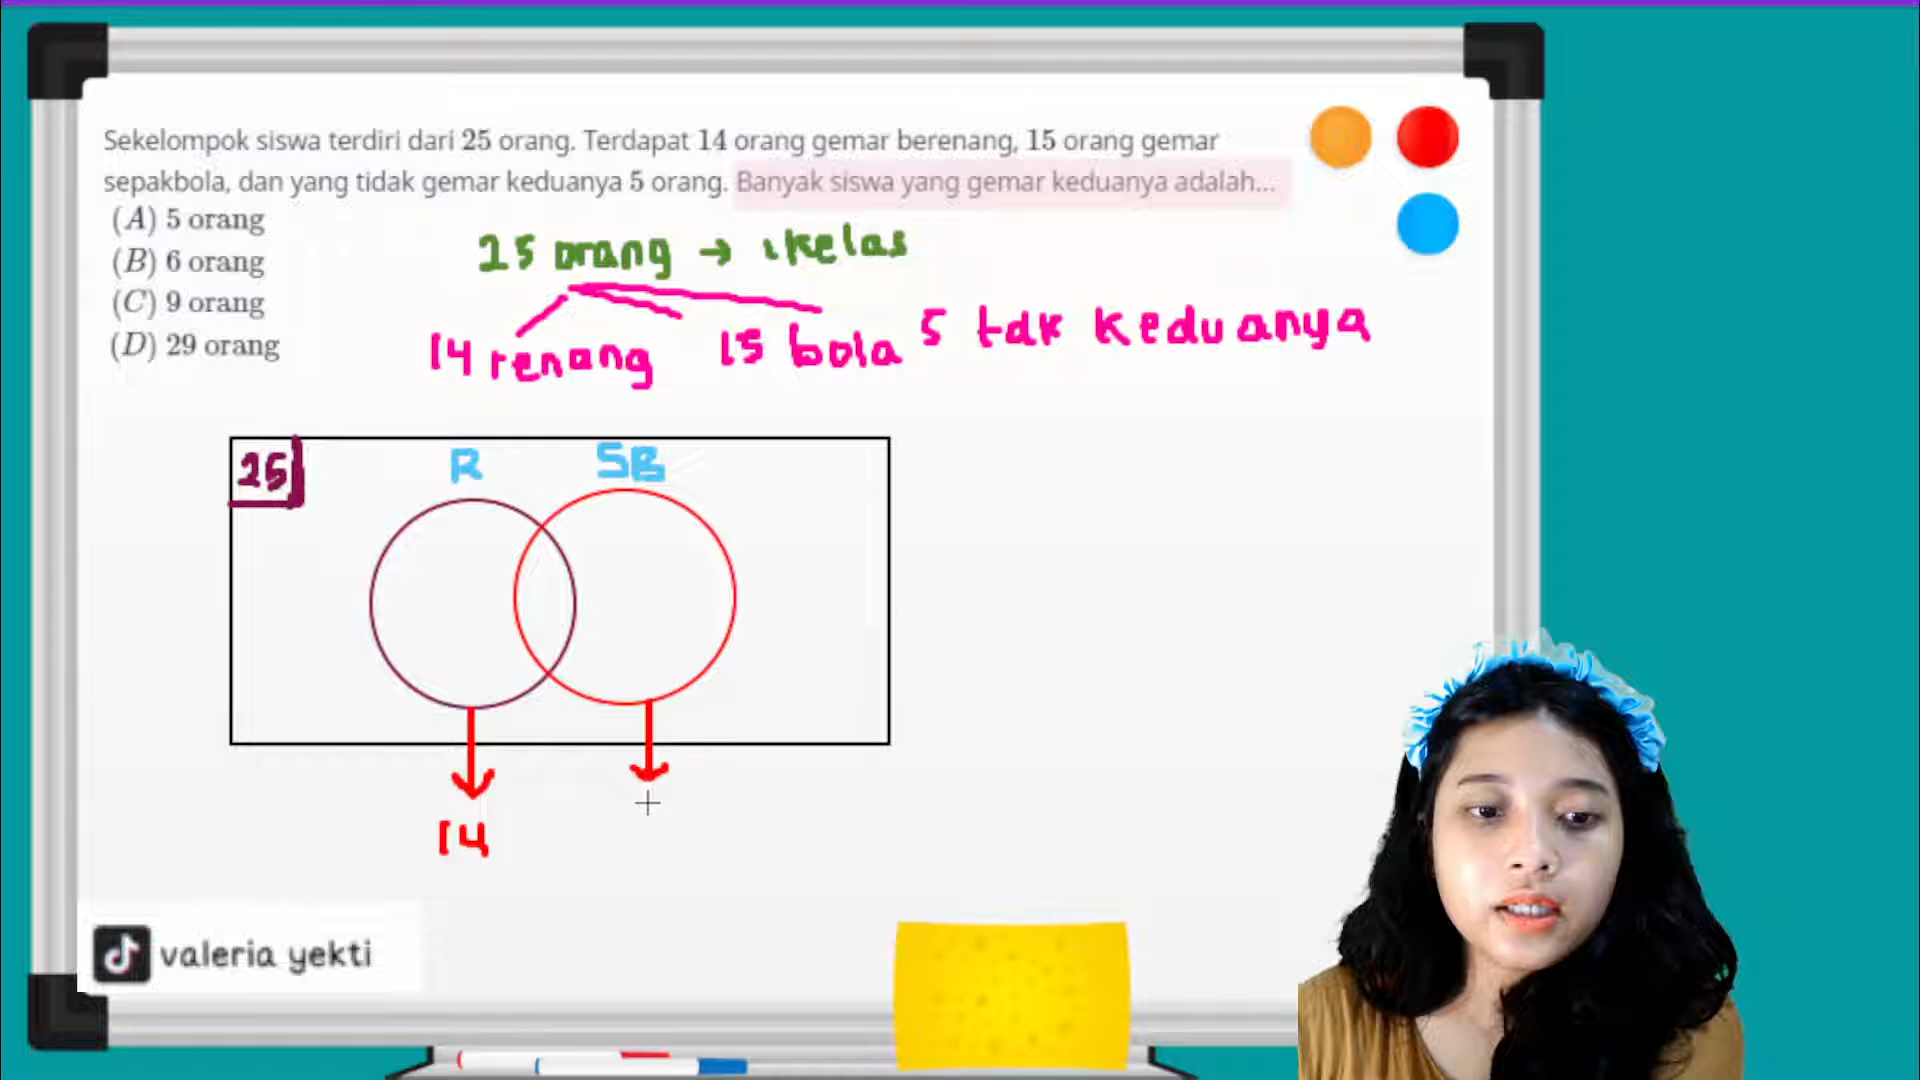 Sekelompok siswa terdiri dari 25 orang. Terdapat 14 orang gemar berenang, 15 orang gemar
sepakbola, dan yang tidak gemar keduanya 5 orang. Banyak siswa yang gemar keduanya adalah...
(A) 5 orang
(B) 6 orang
(C) 9 orang
(D) 29 orang
25 orang → 1 kelas
14 renang 15 bola 5 tak keduanya
25 R SB
14
valeria yekti